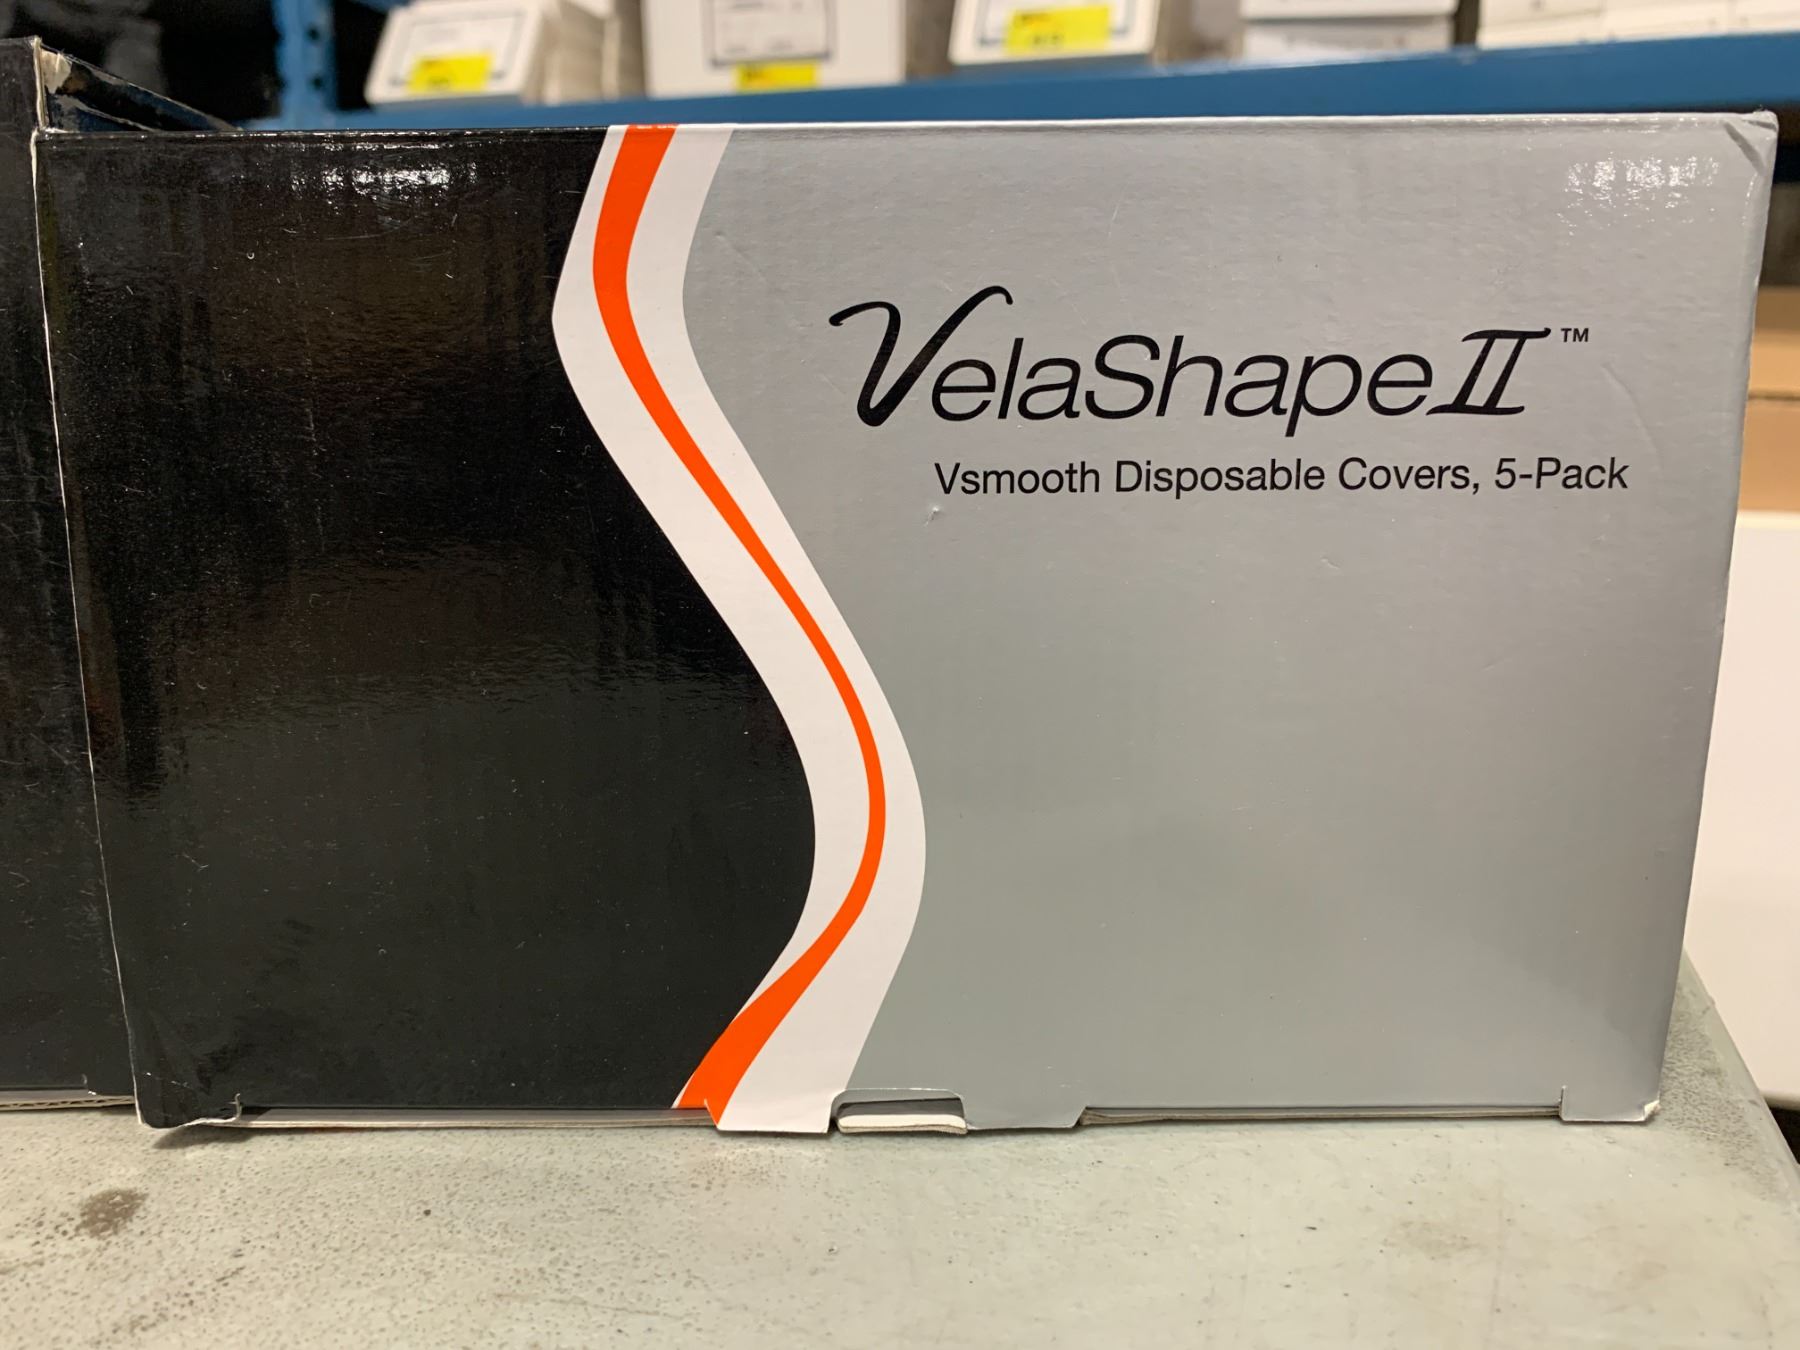 VelaShape II™
Vsmooth Disposable Covers, 5-Pack